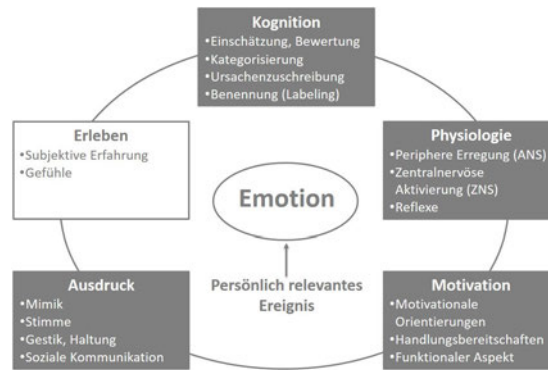 Kognition
•Einschätzung, Bewertung
•Kategorisierung
•Ursachenzuschreibung
•Benennung (Labeling)
Erleben
•Subjektive Erfahrung
•Gefühle
Physiologie
•Periphere Erregung (ANS)
•Zentralnervöse
Aktivierung (ZNS)
•Reflexe
Emotion
Persönlich relevantes
Ereignis
Ausdruck
•Mimik
•Stimme
•Gestik, Haltung
•Soziale Kommunikation
Motivation
•Motivationale
Orientierungen
•Handlungsbereitschaften
•Funktionaler Aspekt